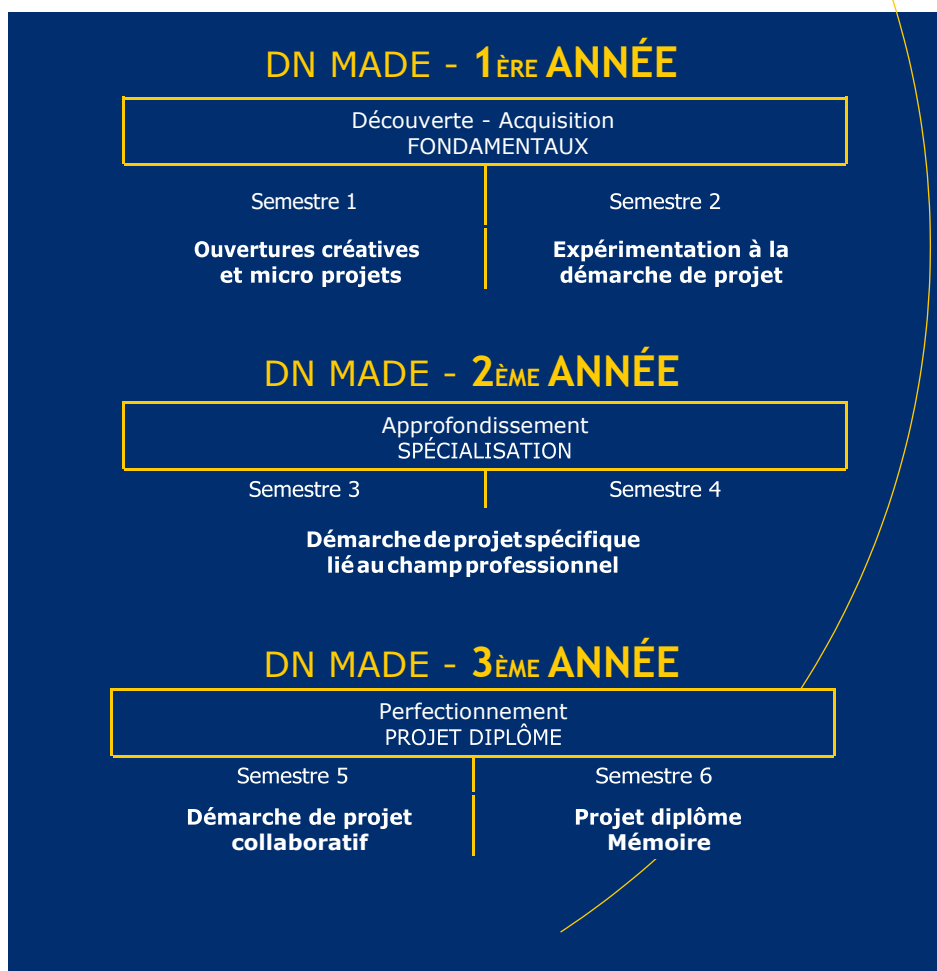 DN MADE - 1ÈRE ANNÉE
Découverte - Acquisition
FONDAMENTAUX
Semestre 1
Semestre 2
Ouvertures créatives
et micro projets
Expérimentation à la
démarche de projet
DN MADE - 2ÈME ANNÉE
Approfondissement
SPÉCIALISATION
Semestre 3
Semestre 4
Démarche de projet spécifique
lié au champ professionnel
DN MADE - 3ÈME ANNÉE
Perfectionnement
PROJET DIPLÔME
Semestre 5
Semestre 6
Démarche de projet
collaboratif
Projet diplôme
Mémoire